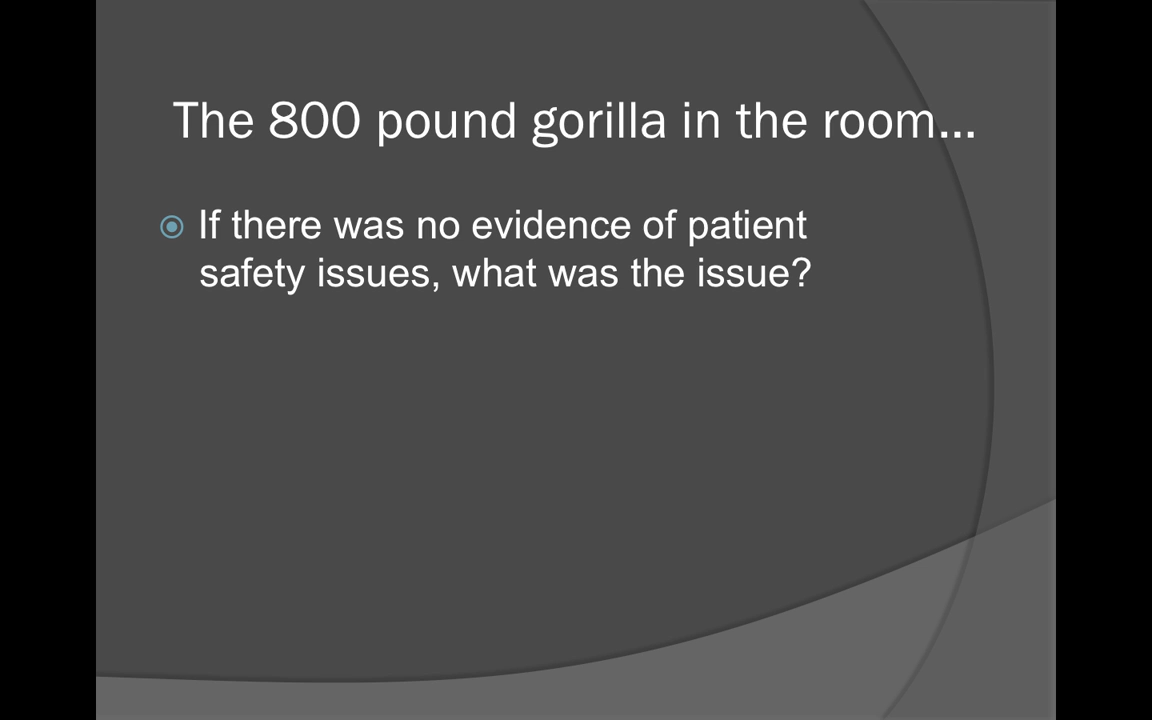 The 800 pound gorilla in the room...
If there was no evidence of patient
safety issues, what was the issue?